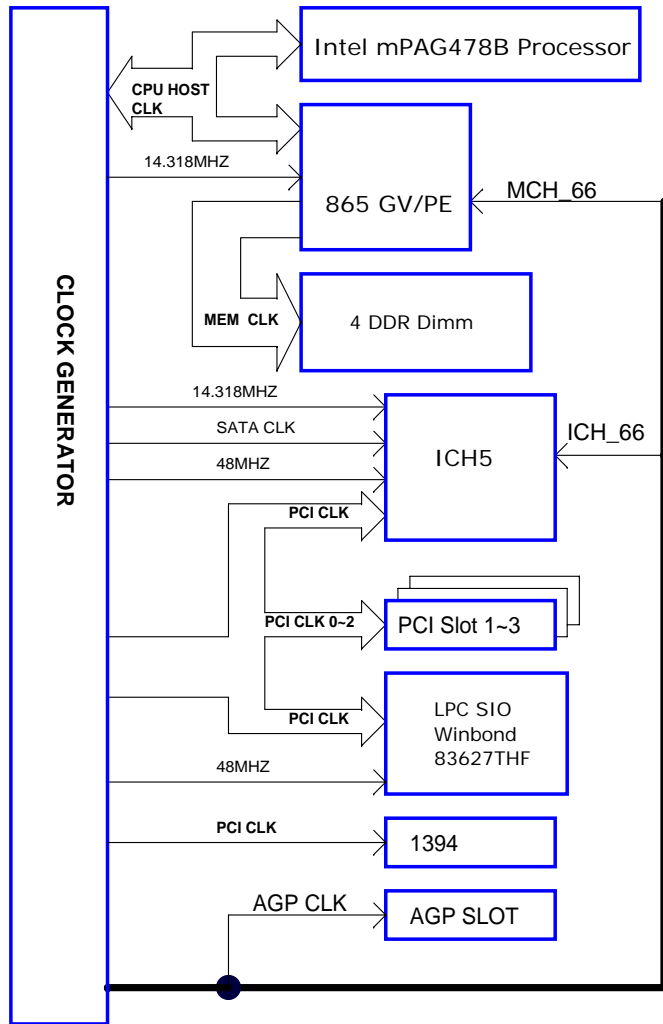 Intel mPAG478B Processor
CPU HOST
CLK
14.318MHZ
865 GV/PE
MCH_66
CLOCK GENERATOR
MEM CLK
4 DDR Dimm
14.318MHZ
SATA CLK
48MHZ
ICH5
ICH_66
PCI CLK
PCI CLK 0~2
PCI Slot 1~3
PCI CLK
LPC SIO
Winbond
83627THF
48MHZ
PCI CLK
1394
AGP CLK
AGP SLOT